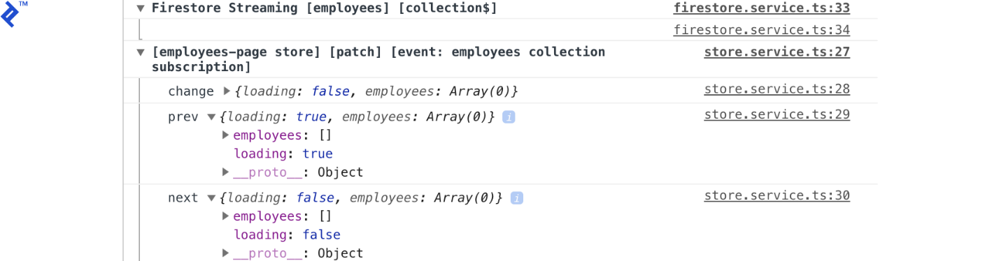 TM
▼ Firestore Streaming [employees] [collection$] firestore.service.ts:33
firestore.service.ts:34
▼ [employees-page store] [patch] [event: employees collection store.service.ts:27
subscription]
change ▶ {loading: false, employees: Array(0)} store.service.ts:28
prev ▼ {loading: true, employees: Array(0)} i store.service.ts:29
▶ employees: []
loading: true
▶ __proto__: Object
next ▼ {loading: false, employees: Array(0)} i store.service.ts:30
▶ employees: []
loading: false
▶ __proto__: Object